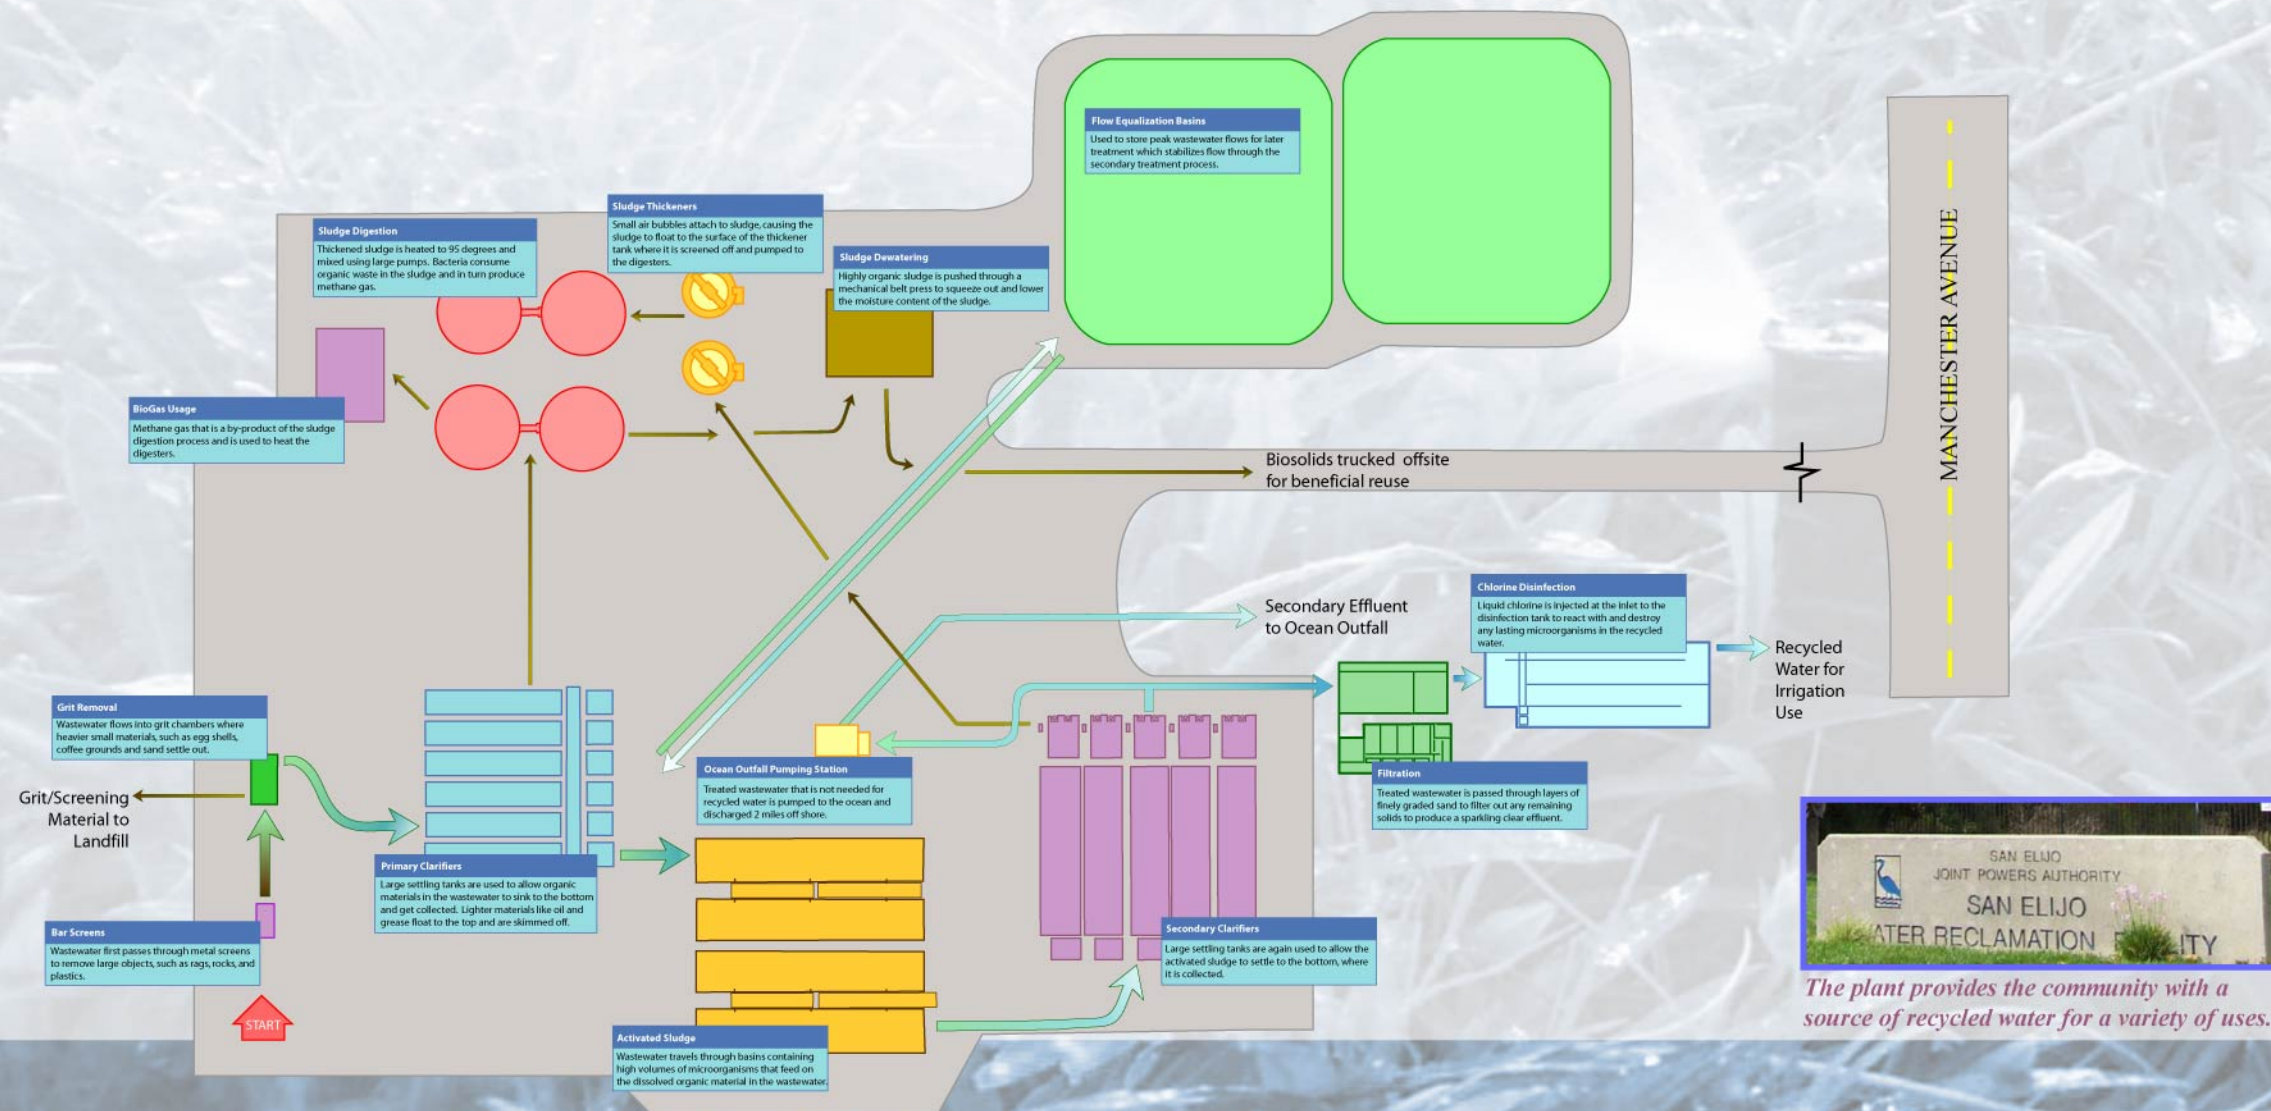 Flow Equalization Basins
Used to store peak wastewater flows for later
treatment which stabilizes flow through the
secondary treatment process.
Sludge Thickeners
Small air bubbles attach to sludge, causing the
sludge to float to the surface of the thickener
tank where it is screened off and pumped to
the digesters.
Sludge Digestion
Thickened sludge is heated to 95 degrees and
mixed using large pumps. Bacteria consume
organic waste in the sludge and in turn produce
methane gas.
Sludge Dewatering
Highly organic sludge is pushed through a
mechanical belt press to squeeze out and lower
the moisture content of the sludge.
MANCHESTER AVENUE
BioGas Usage
Methane gas that is a by-product of the sludge
digestion process and is used to heat the
digesters.
Biosolids trucked offsite
for beneficial reuse
Secondary Effluent
to Ocean Outfall
Chlorine Disinfection
Liquid chlorine is injected at the inlet to the
disinfection tank to react with and destroy
any lasting microorganisms in the recycled
water.
Recycled
Water for
Irrigation
Use
Grit Removal
Wastewater flows into grit chambers where
heavier small materials, such as egg shells,
coffee grounds and sand settle out.
Grit/Screening
Material to
Landfill
Ocean Outfall Pumping Station
Treated wastewater that is not needed for
recycled water is pumped to the ocean and
discharged 2 miles off shore.
Filtration
Treated wastewater is passed through layers of
finely graded sand to filter out any remaining
solids to produce a sparkling clear effluent.
Primary Clarifiers
Large settling tanks are used to allow organic
materials in the wastewater to sink to the bottom
and get collected. Lighter materials like oil and
grease float to the top and are skimmed off.
Bar Screens
Wastewater first passes through metal screens
to remove large objects, such as rags, rocks, and
plastics.
Secondary Clarifiers
Large settling tanks are again used to allow the
activated sludge to settle to the bottom, where
it is collected.
START
Activated Sludge
Wastewater travels through basins containing
high volumes of microorganisms that feed on
the dissolved organic material in the wastewater.
SAN ELIJO
JOINT POWERS AUTHORITY
SAN ELIJO
ATER RECLAMATION
The plant provides the community with a
source of recycled water for a variety of uses.